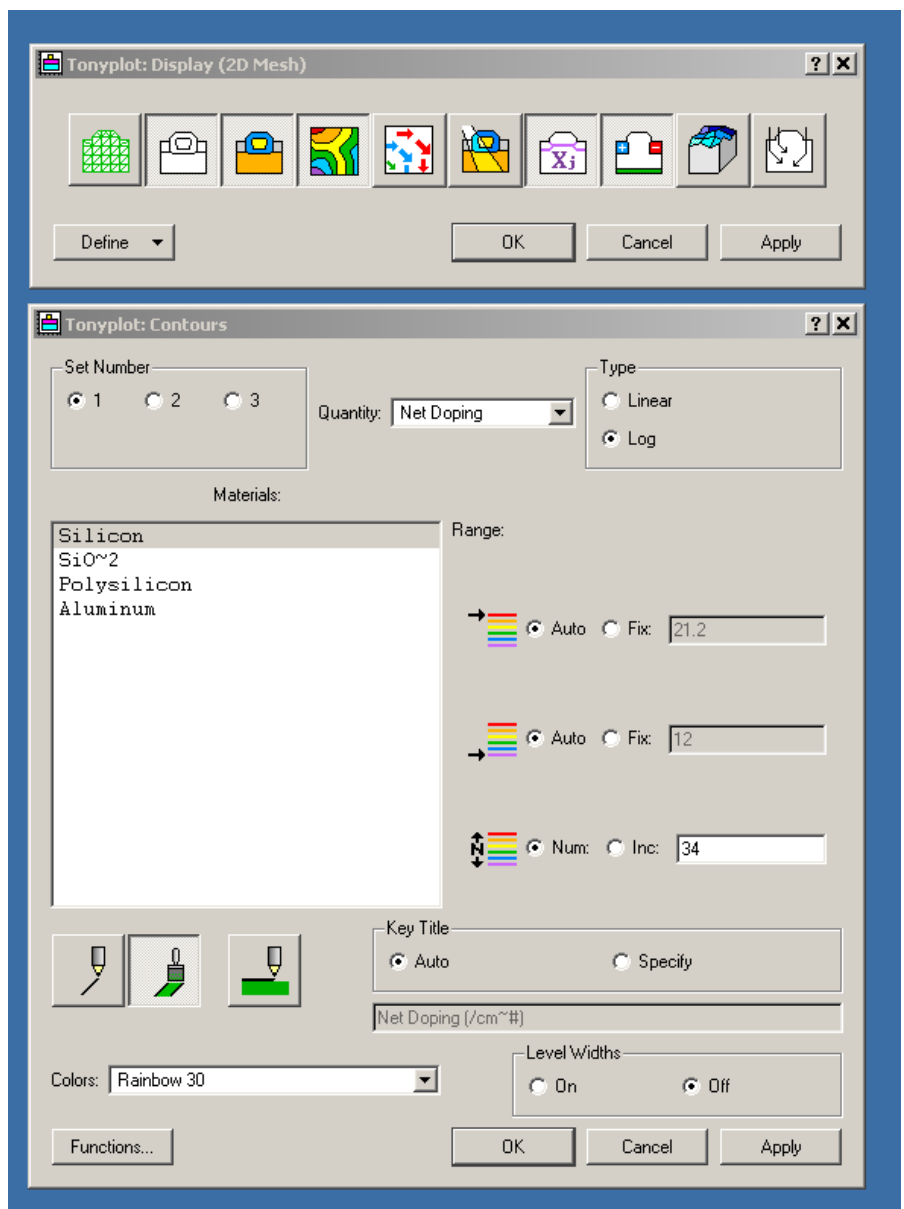 Tonyplot: Display (2D Mesh)
Xj
Define
OK
Cancel
Apply
Tonyplot: Contours
Set Number
1 2 3
Quantity: Net Doping
Type
Linear
Log
Materials:
Silicon
SiO~2
Polysilicon
Aluminum
Range:
Auto Fix: 21.2
Auto Fix: 12
N Num: Inc: 34
Key Title
Auto Specify
Net Doping (/cm~#)
Colors: Rainbow 30
Level Widths
On Off
Functions...
OK
Cancel
Apply